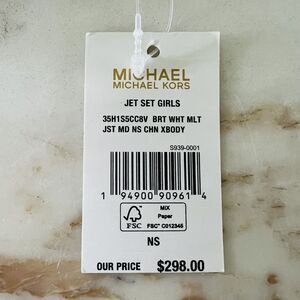 MICHAEL
MICHAEL KORS
JET SET GIRLS
35H1S5CC8V BRT WHT MLT
JST MD NS CHN XBODY
S939-0001
1 94900 90961 4
FSC
MIX
Paper
FSC® C012345
NS
OUR PRICE $298.00